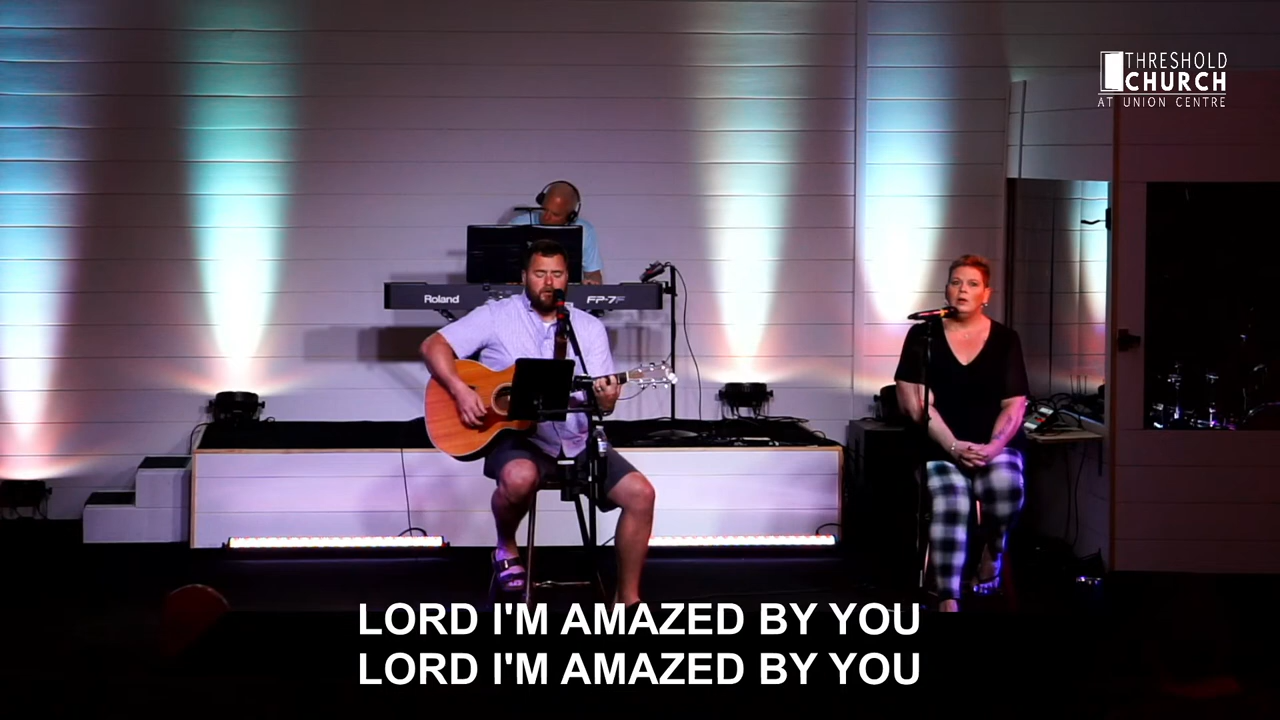 THRESHOLD
CHURCH
AT UNION CENTRE
Roland
FP-7F
LORD I'M AMAZED BY YOU
LORD I'M AMAZED BY YOU